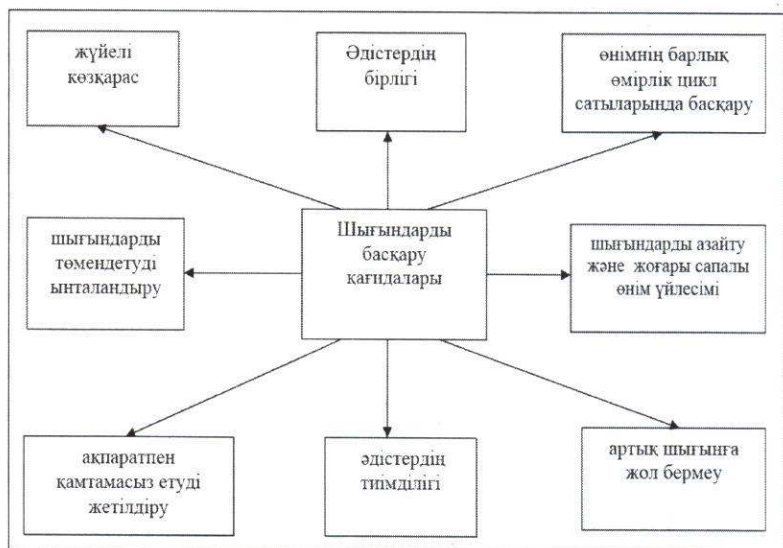 жүйелі
көзқарас
Әдістердің
бірлігі
өнімнің барлық
өмірлік цикл
сатыларында басқару
шығындарды
төмендетуді
ынталандыру
Шығындарды
басқару
қағидалары
шығындарды азайту
және жоғары сапалы
өнім үйлесімі
ақпаратпен
қамтамасыз етуді
жетілдіру
әдістердің
тиімділігі
артық шығынға
жол бермеу